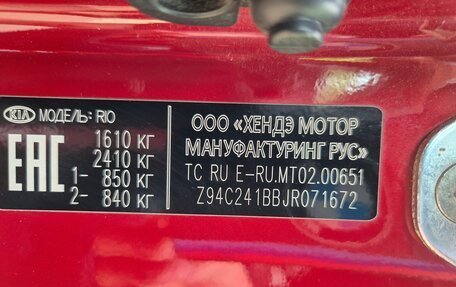 KIA МОДЕЛЬ: RIO
EAC
1610 КГ
2410 КГ
1- 850 КГ
2- 840 КГ
ООО «ХЕНДЭ МОТОР
МАНУФАКТУРИНГ РУС»
TC RU E-RU.MT02.00651
Z94C241BBJR071672